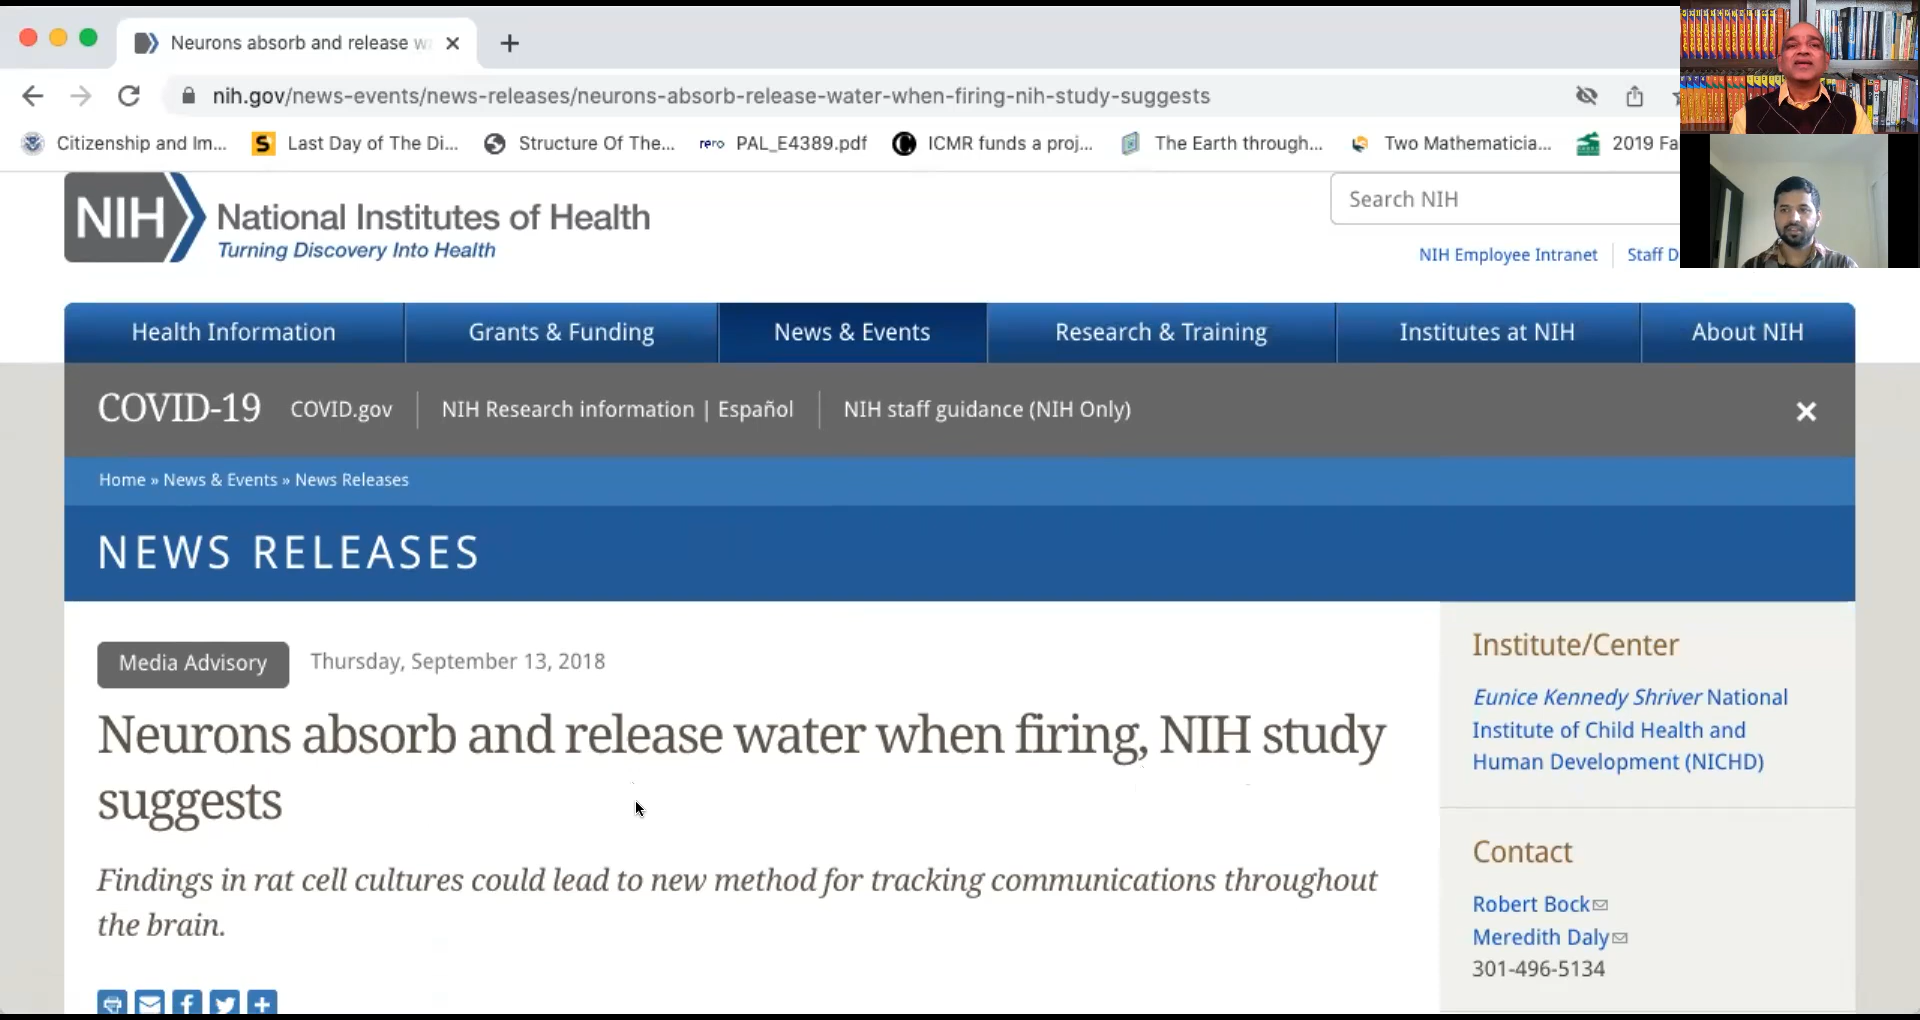 Neurons absorb and release w
nih.gov/news-events/news-releases/neurons-absorb-release-water-when-firing-nih-study-suggests
Citizenship and Im...
S
Last Day of The Di...
Structure Of The...
rero
PAL_E4389.pdf
ICMR funds a proj...
The Earth through...
Two Mathematicia...
2019 Fa
NIH
National Institutes of Health
Turning Discovery Into Health
Search NIH
NIH Employee Intranet
Staff D
Health Information
Grants & Funding
News & Events
Research & Training
Institutes at NIH
About NIH
COVID-19
COVID.gov
NIH Research information | Español
NIH staff guidance (NIH Only)
Home » News & Events » News Releases
NEWS RELEASES
Media Advisory
Thursday, September 13, 2018
Neurons absorb and release water when firing, NIH study
suggests
Findings in rat cell cultures could lead to new method for tracking communications throughout
the brain.
Institute/Center
Eunice Kennedy Shriver National
Institute of Child Health and
Human Development (NICHD)
Contact
Robert Bock
Meredith Daly
301-496-5134